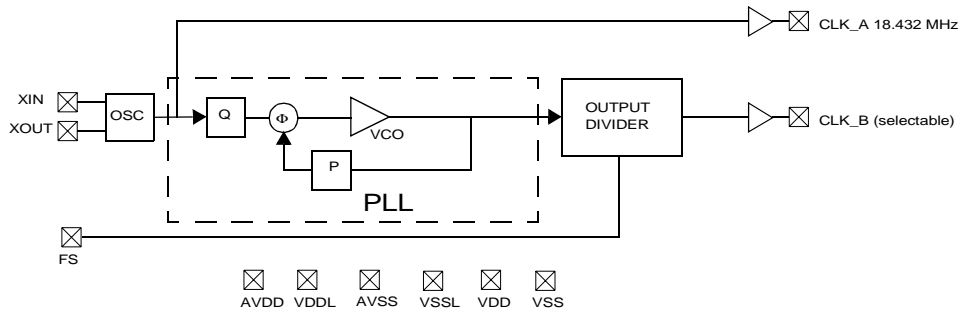 CLK_A 18.432 MHz
XIN
OSC
XOUT
Q
Φ
VCO
P
PLL
OUTPUT
DIVIDER
CLK_B (selectable)
FS
AVDD VDDL AVSS VSSL VDD VSS